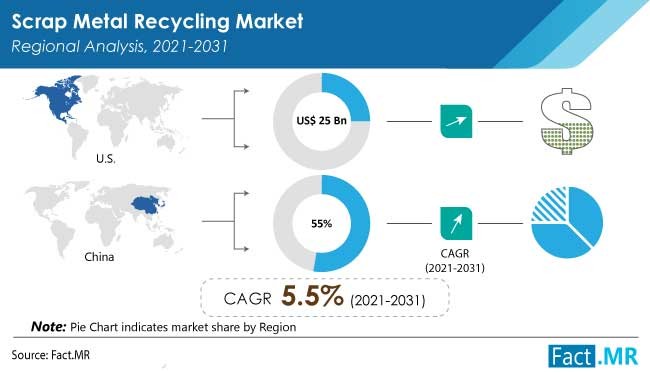 Scrap Metal Recycling Market
Regional Analysis, 2021-2031
U.S.
US$ 25 Bn
$
China
55%
CAGR
(2021-2031)
CAGR 5.5% (2021-2031)
Note: Pie Chart indicates market share by Region
Source: Fact.MR
Fact.MR